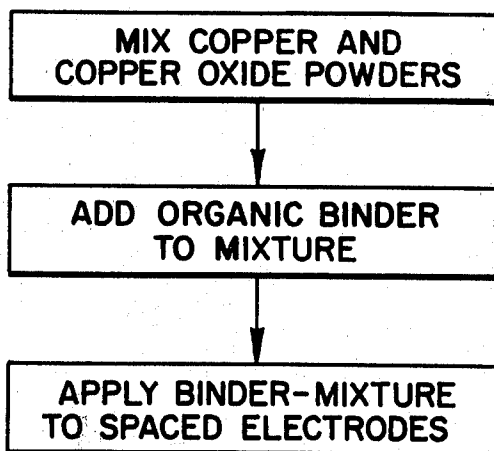 MIX COPPER AND
COPPER OXIDE POWDERS
ADD ORGANIC BINDER
TO MIXTURE
APPLY BINDER-MIXTURE
TO SPACED ELECTRODES